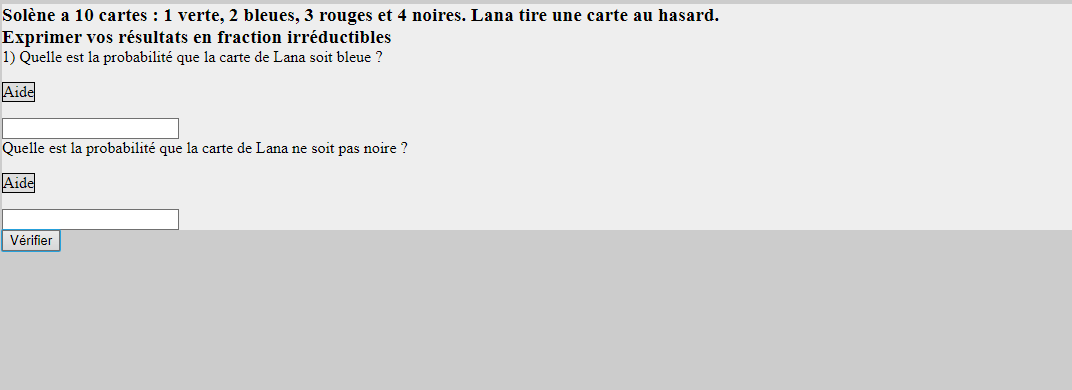 Solène a 10 cartes : 1 verte, 2 bleues, 3 rouges et 4 noires. Lana tire une carte au hasard.
Exprimer vos résultats en fraction irréductibles
1) Quelle est la probabilité que la carte de Lana soit bleue ?
Aide
Quelle est la probabilité que la carte de Lana ne soit pas noire ?
Aide
Vérifier